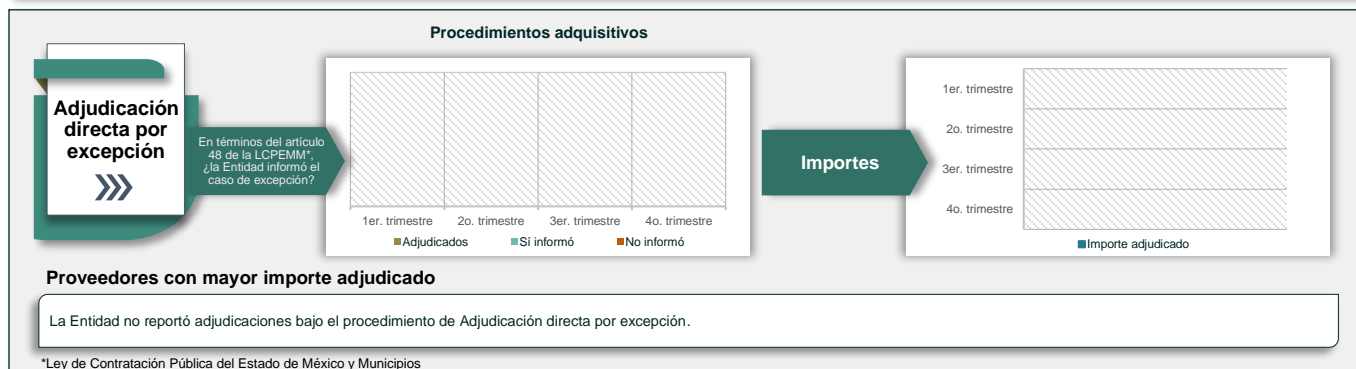 Procedimientos adquisitivos
Adjudicación
directa por
excepción
En términos del artículo
48 de la LCPEMM*,
¿la Entidad informó el
caso de excepción?
1er. trimestre
2o. trimestre
3er. trimestre
4o. trimestre
Adjudicados
Sí informó
No informó
Importes
1er. trimestre
2o. trimestre
3er. trimestre
4o. trimestre
Importe adjudicado
Proveedores con mayor importe adjudicado
La Entidad no reportó adjudicaciones bajo el procedimiento de Adjudicación directa por excepción.
*Ley de Contratación Pública del Estado de México y Municipios